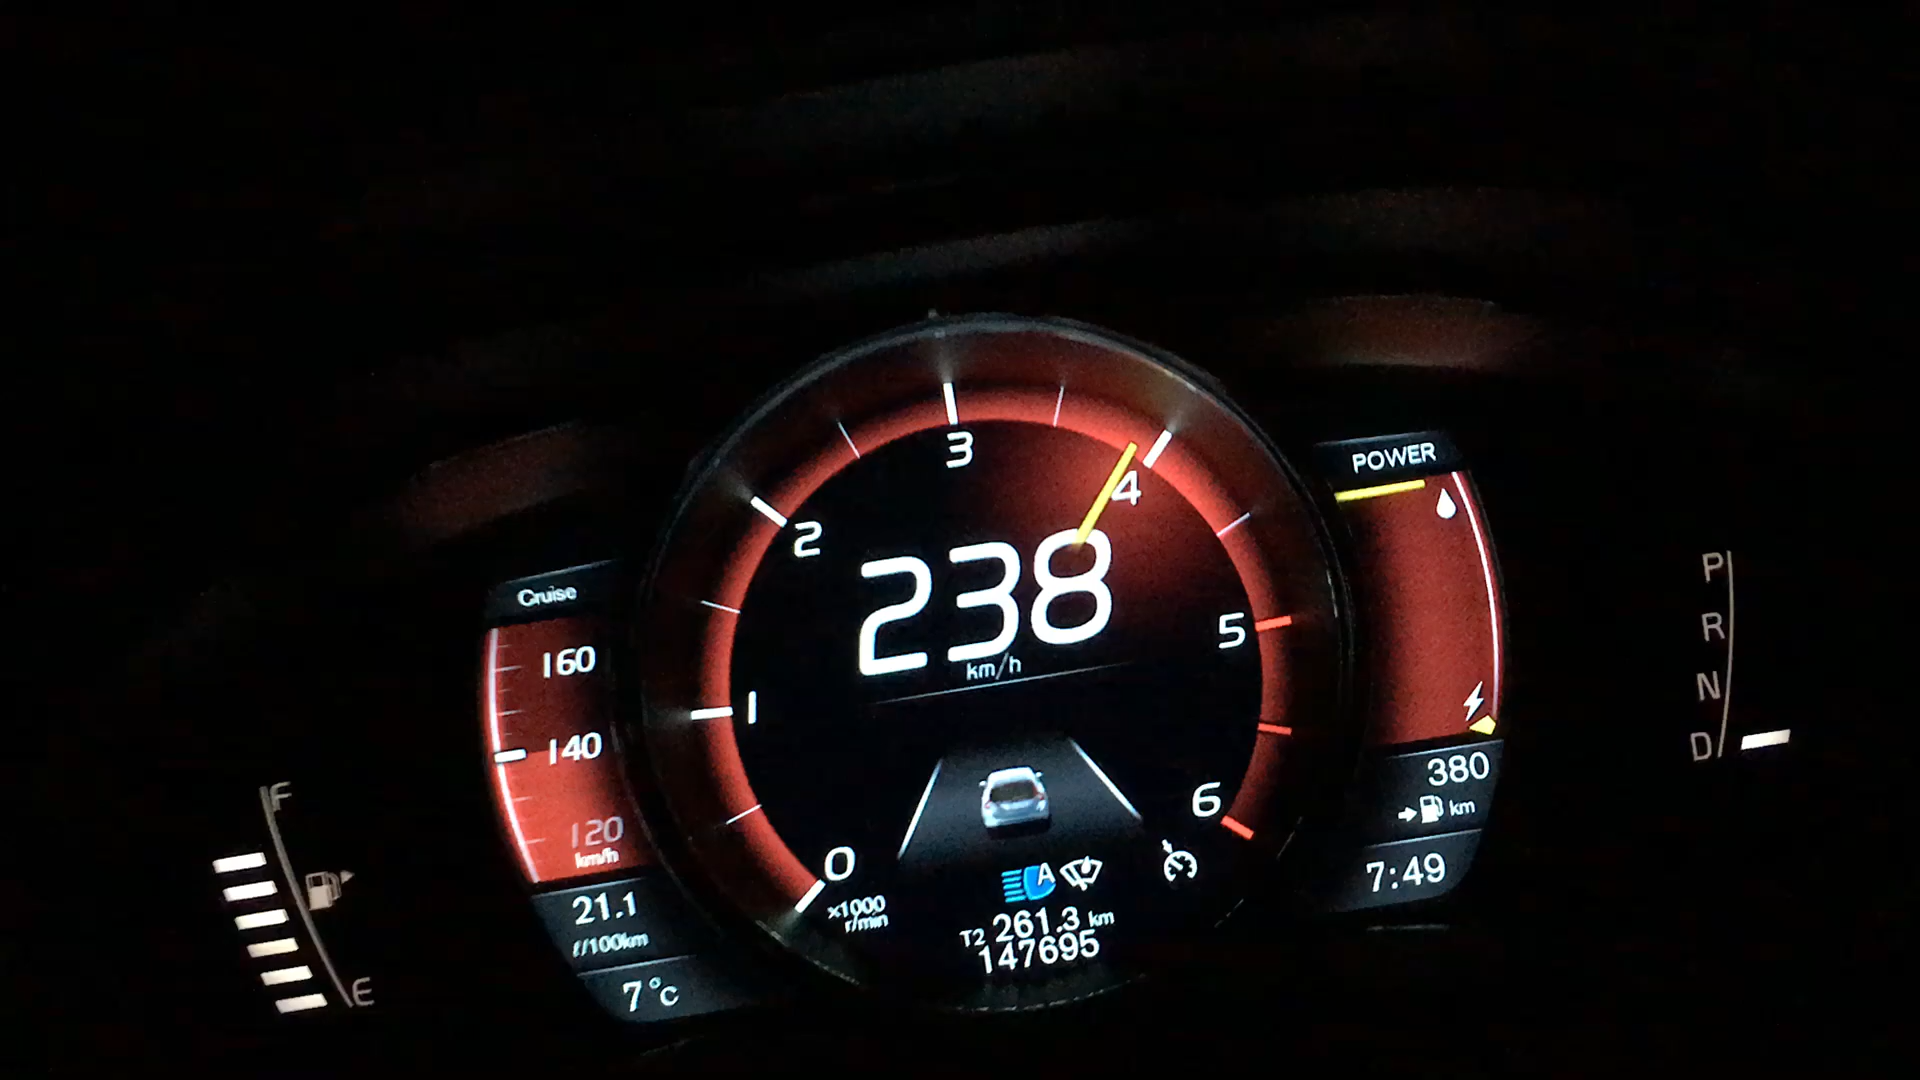 POWER
3
4
2
238
km/h
Cruise
160
140
120
km/h
1
5
6
0
x1000
r/min
A
T2 261.3 km
147695
21.1
ℓ/100km
7°C
380
km
7:49
P
R
N
D
F
E